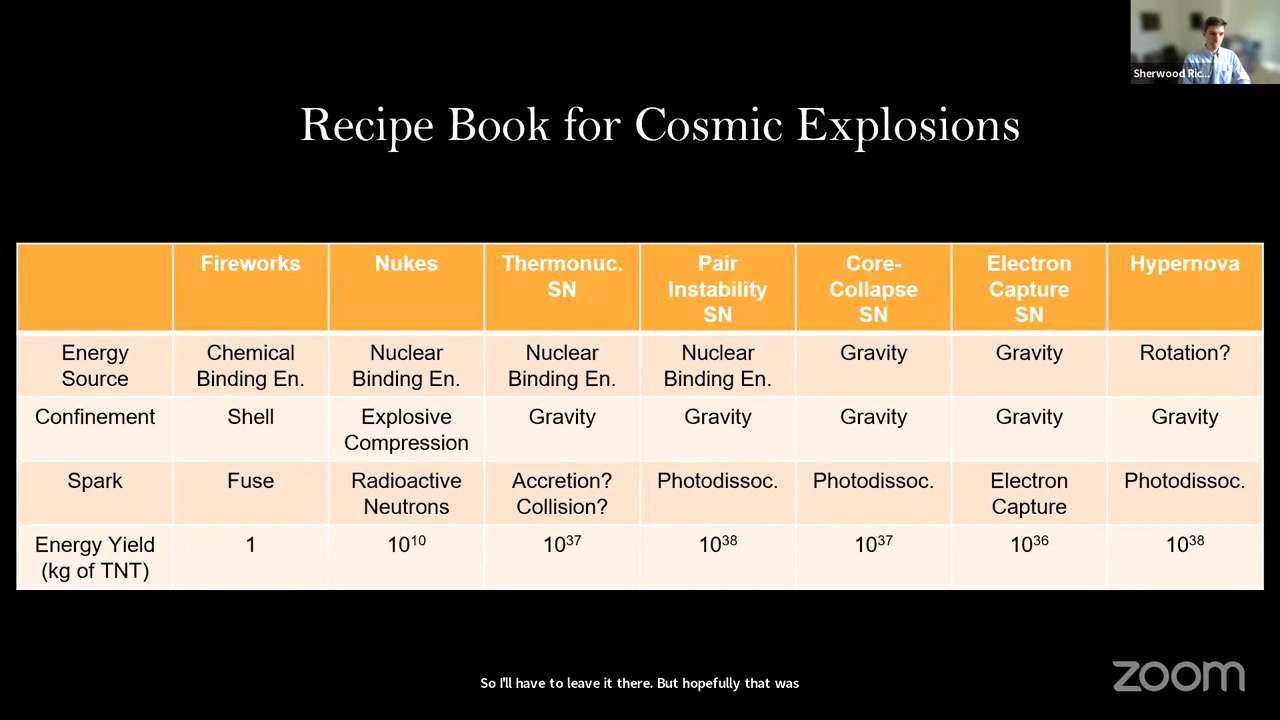 Sherwood Ric...
Recipe Book for Cosmic Explosions
Fireworks Nukes Thermonuc. SN Pair Instability SN Core-Collapse SN Electron Capture SN Hypernova
Energy Source Chemical Binding En. Nuclear Binding En. Nuclear Binding En. Nuclear Binding En. Gravity Gravity Rotation?
Confinement Shell Explosive Compression Gravity Gravity Gravity Gravity Gravity
Spark Fuse Radioactive Neutrons Accretion? Collision? Photodissoc. Photodissoc. Electron Capture Photodissoc.
Energy Yield (kg of TNT) 1 10¹⁰ 10³⁷ 10³⁸ 10³⁷ 10³⁶ 10³⁸
So I'll have to leave it there. But hopefully that was
zoom